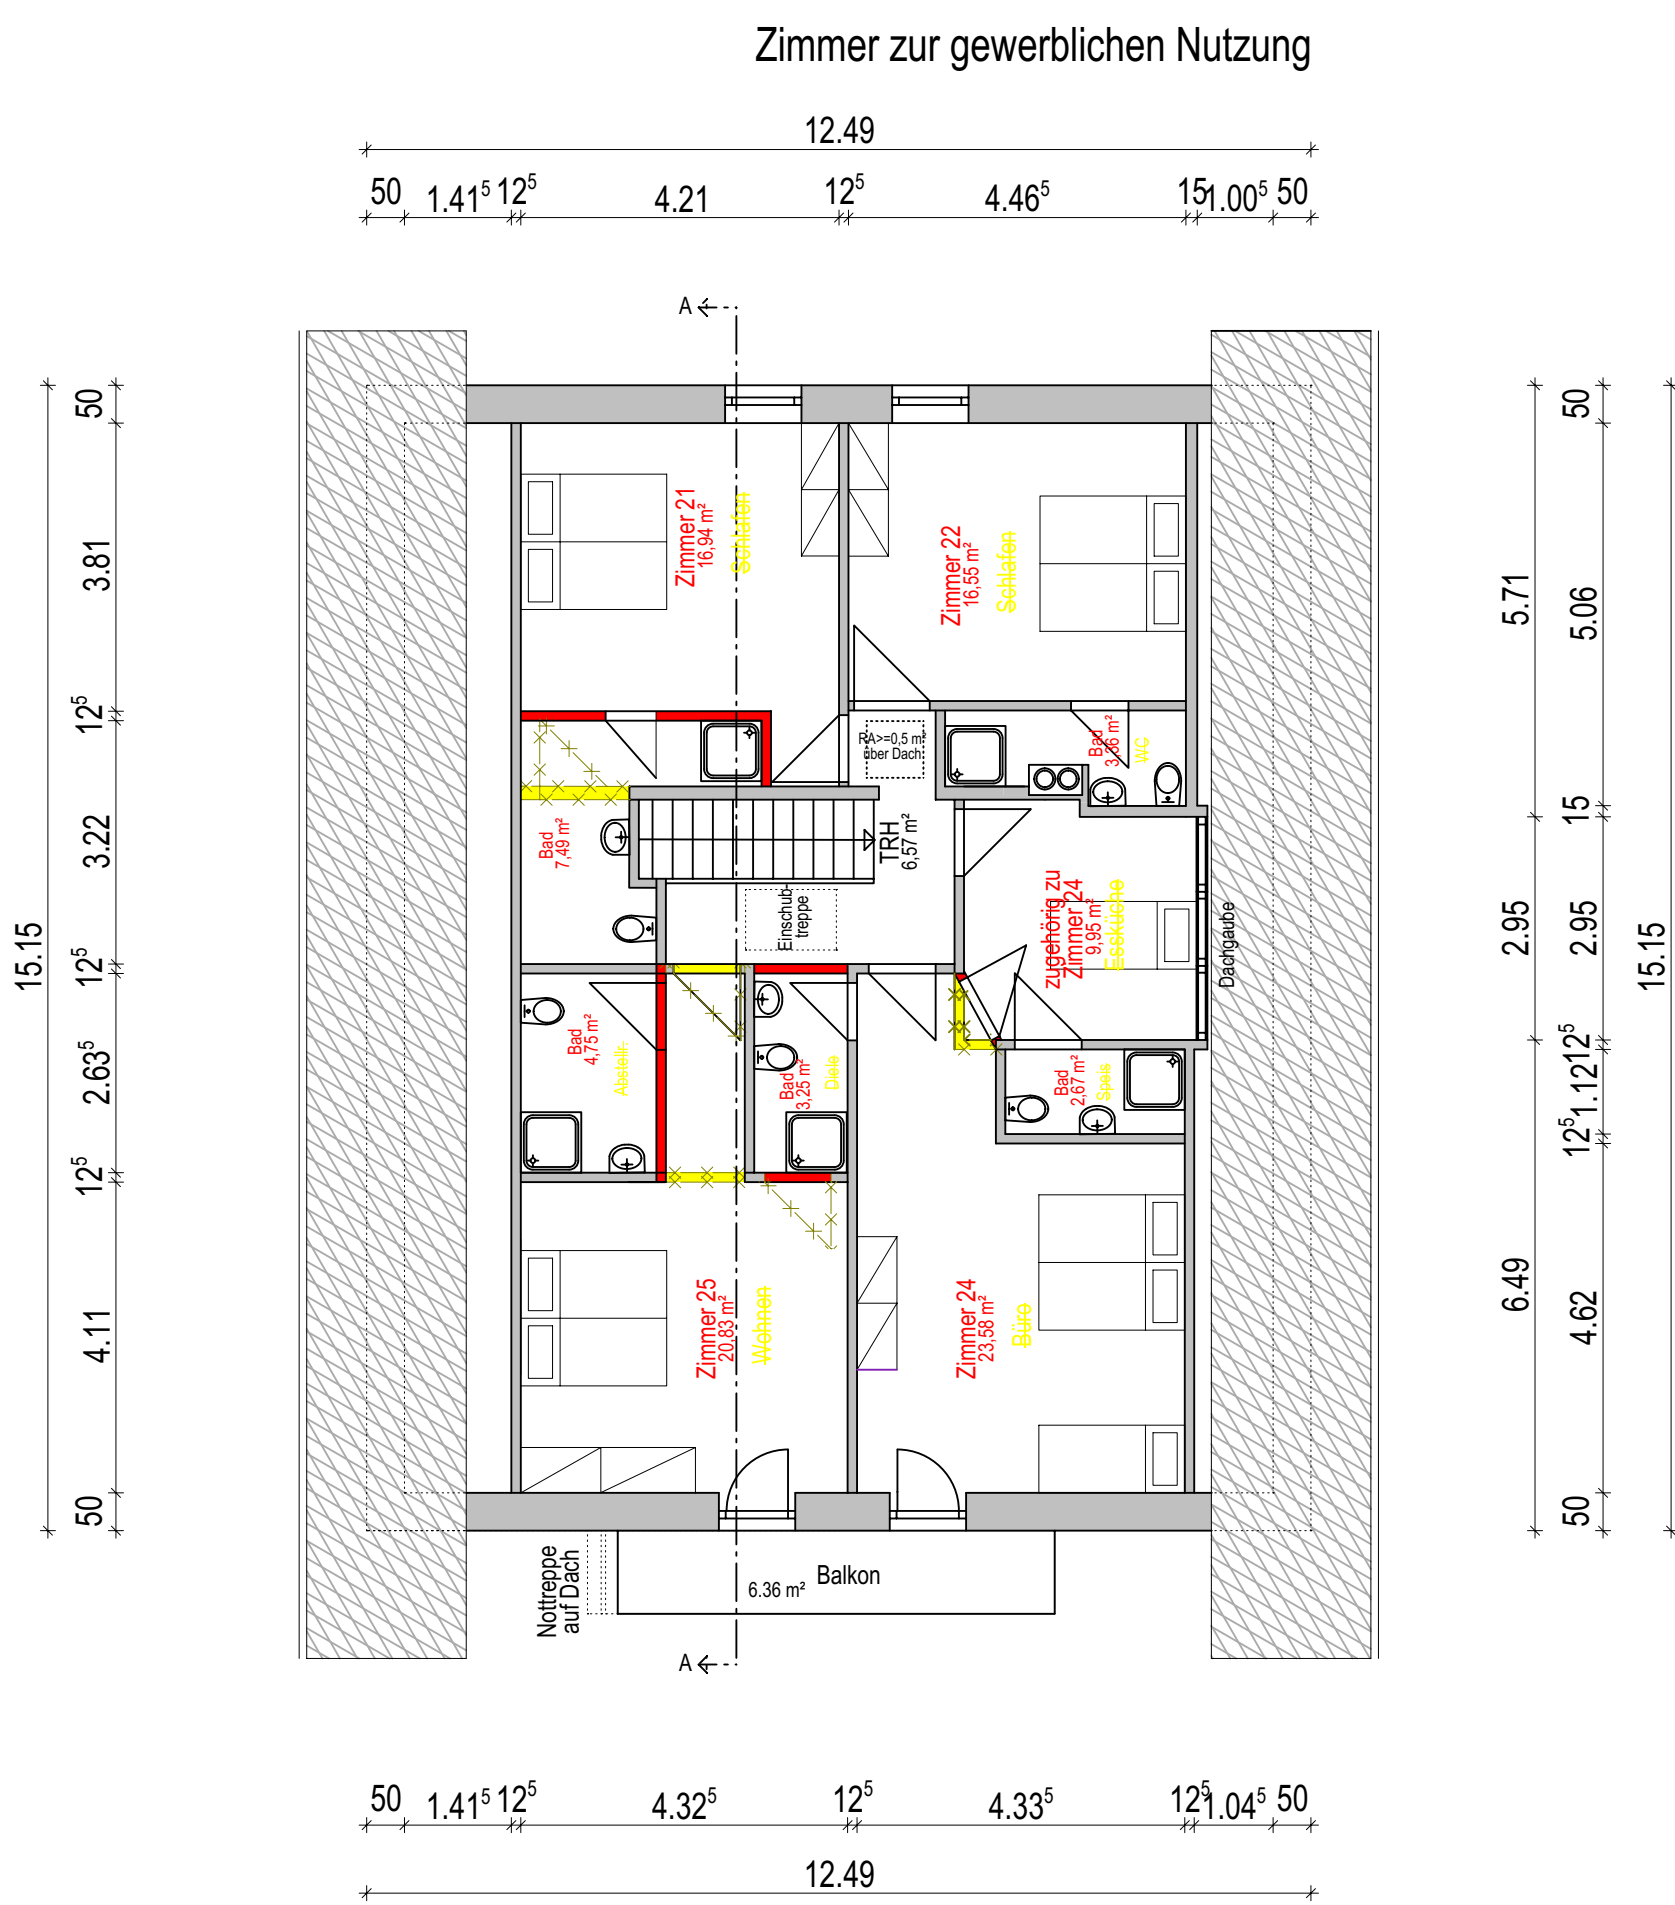 Zimmer zur gewerblichen Nutzung
12.49
50 1.41⁵ 12⁵ 4.21 12⁵ 4.46⁵ 15 1.00⁵ 50
A
15.15
50
3.81
12⁵
3.22
12⁵
2.63⁵
12⁵
4.11
50
Zimmer 21
16,94 m²
Schlafen
Zimmer 22
16,55 m²
Schlafen
RA>=0,5 m²
über Dach
Bad
3,36 m²
WC
Bad
7,49 m²
TRH
6,57 m²
Einschub-
treppe
zugehörig zu
Zimmer 24
9,95 m²
Essküche
Dachgaube
Bad
4,75 m²
Abstellr.
Bad
3,25 m²
Diele
Bad
2,67 m²
Speis
Zimmer 25
20,83 m²
Wohnen
Zimmer 24
23,58 m²
Büro
Nottreppe
auf Dach
6.36 m² Balkon
A
5.71
2.95
6.49
50
5.06
15
2.95
12⁵
1.12
12⁵
4.62
50
15.15
50 1.41⁵ 12⁵ 4.32⁵ 12⁵ 4.33⁵ 12⁵ 1.04⁵ 50
12.49